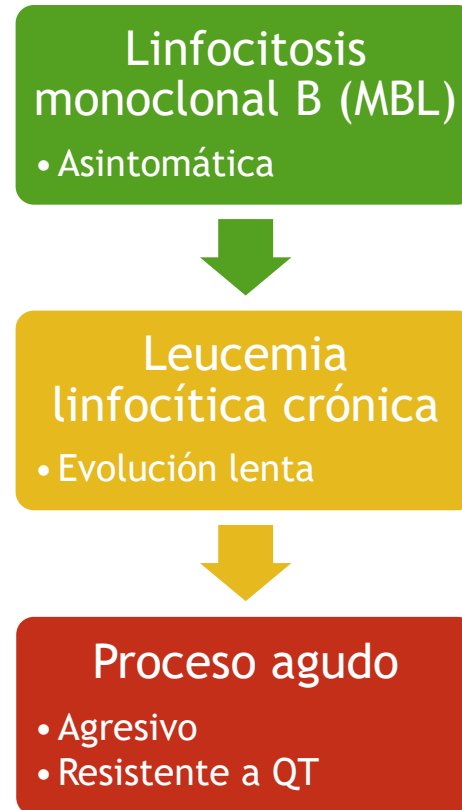 Linfocitosis
monoclonal B (MBL)
• Asintomática
Leucemia
linfocítica crónica
• Evolución lenta
Proceso agudo
• Agresivo
• Resistente a QT